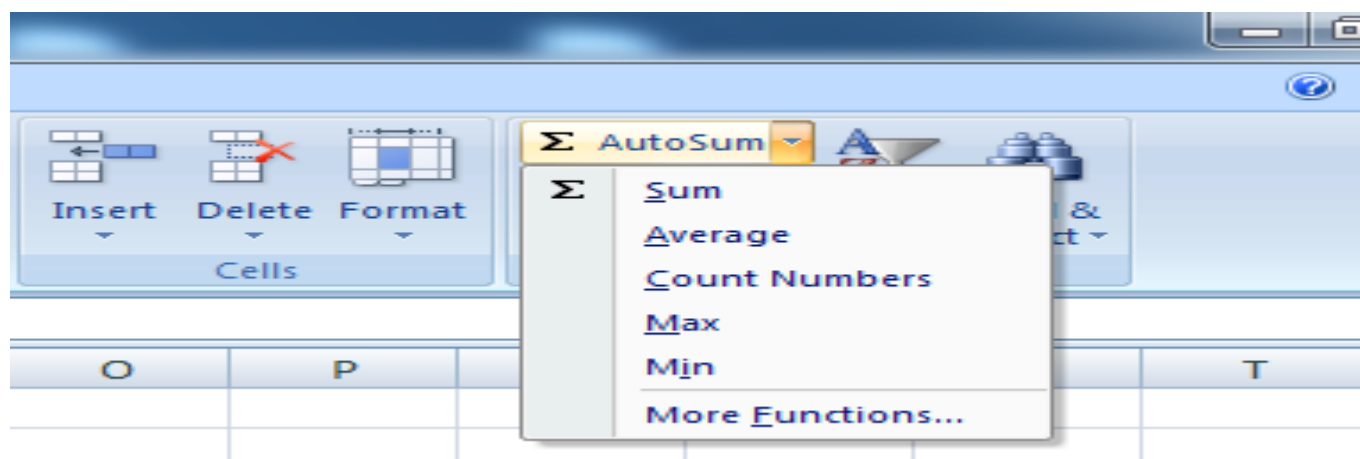 Σ AutoSum
Insert Delete Format
Cells
Σ Sum
Average
&
Count Numbers
Max
Min
More Functions...
O P T